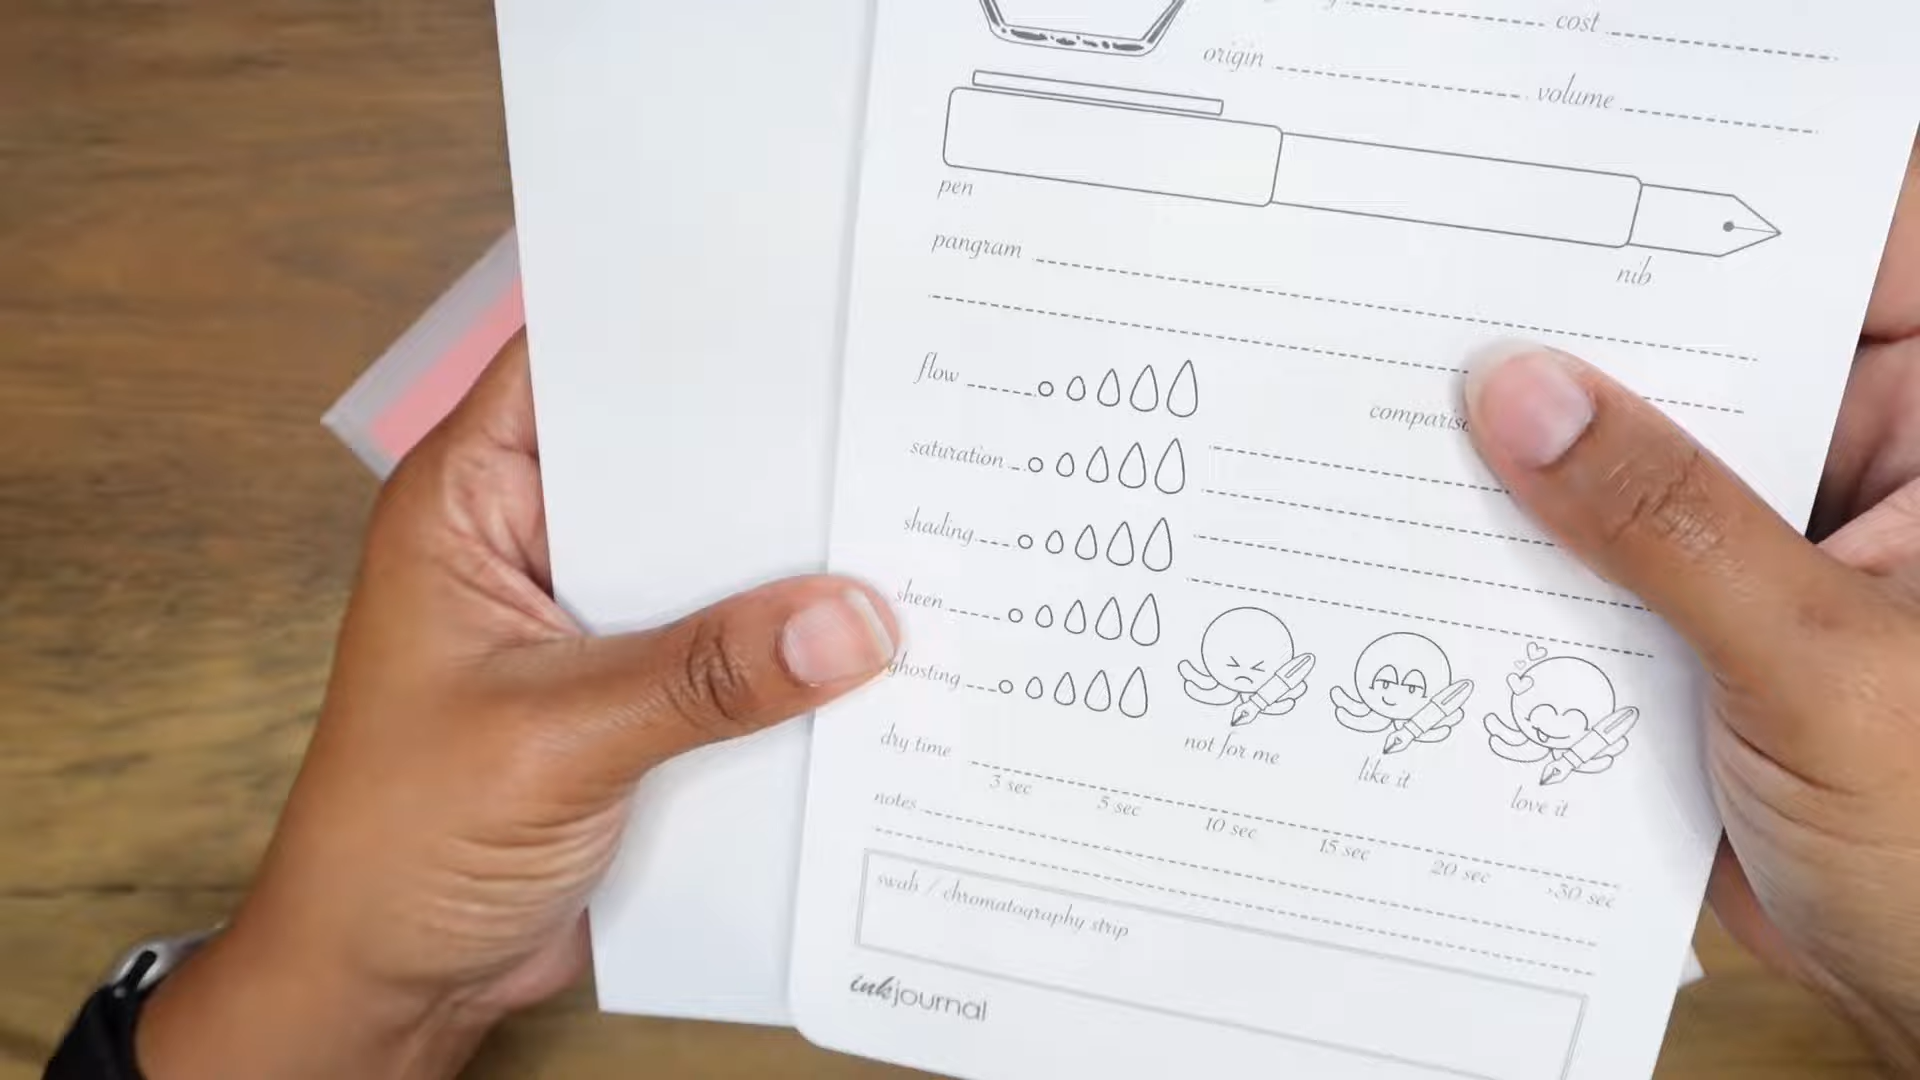 cost
origin volume
pen
nib
pangram
flow
saturation
shading
sheen
ghosting
not for me
like it
love it
dry time
3 sec 5 sec 10 sec 15 sec 20 sec >30 sec
notes
swab / chromatography strip
inkjournal